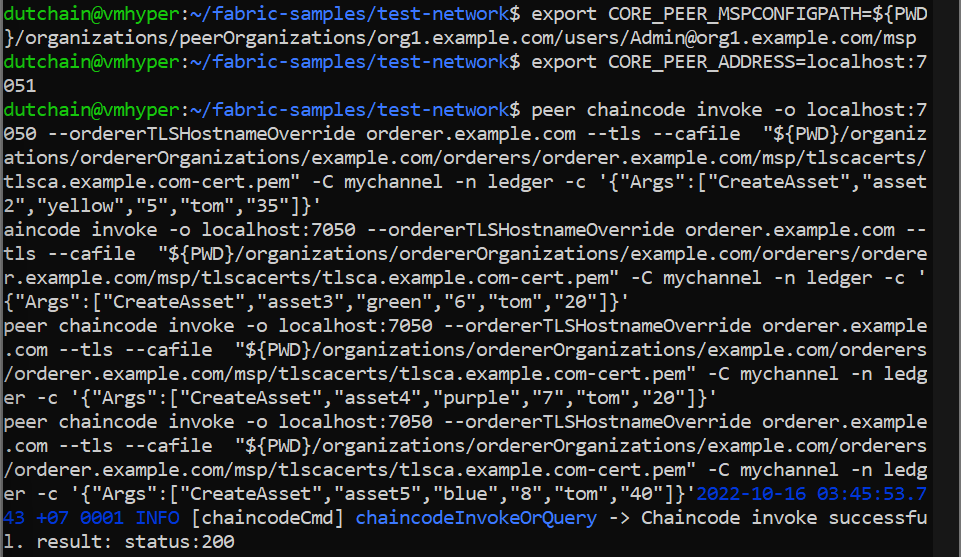 dutchain@vmhyper:~/fabric-samples/test-network$ export CORE_PEER_MSPCONFIGPATH=${PWD
}/organizations/peerOrganizations/org1.example.com/users/Admin@org1.example.com/msp
dutchain@vmhyper:~/fabric-samples/test-network$ export CORE_PEER_ADDRESS=localhost:7
051
dutchain@vmhyper:~/fabric-samples/test-network$ peer chaincode invoke -o localhost:7
050 --ordererTLSHostnameOverride orderer.example.com --tls --cafile  "${PWD}/organiz
ations/ordererOrganizations/example.com/orderers/orderer.example.com/msp/tlscacerts/
tlsca.example.com-cert.pem" -C mychannel -n ledger -c '{"Args":["CreateAsset","asset
2","yellow","5","tom","35"]}'
aincode invoke -o localhost:7050 --ordererTLSHostnameOverride orderer.example.com --
tls --cafile  "${PWD}/organizations/ordererOrganizations/example.com/orderers/ordere
r.example.com/msp/tlscacerts/tlsca.example.com-cert.pem" -C mychannel -n ledger -c '
{"Args":["CreateAsset","asset3","green","6","tom","20"]}'
peer chaincode invoke -o localhost:7050 --ordererTLSHostnameOverride orderer.example
.com --tls --cafile  "${PWD}/organizations/ordererOrganizations/example.com/orderers
/orderer.example.com/msp/tlscacerts/tlsca.example.com-cert.pem" -C mychannel -n ledg
er -c '{"Args":["CreateAsset","asset4","purple","7","tom","20"]}'
peer chaincode invoke -o localhost:7050 --ordererTLSHostnameOverride orderer.example
.com --tls --cafile  "${PWD}/organizations/ordererOrganizations/example.com/orderers
/orderer.example.com/msp/tlscacerts/tlsca.example.com-cert.pem" -C mychannel -n ledg
er -c '{"Args":["CreateAsset","asset5","blue","8","tom","40"]}'2022-10-16 03:45:53.7
43 +07 0001 INFO [chaincodeCmd] chaincodeInvokeOrQuery -> Chaincode invoke successfu
l. result: status:200